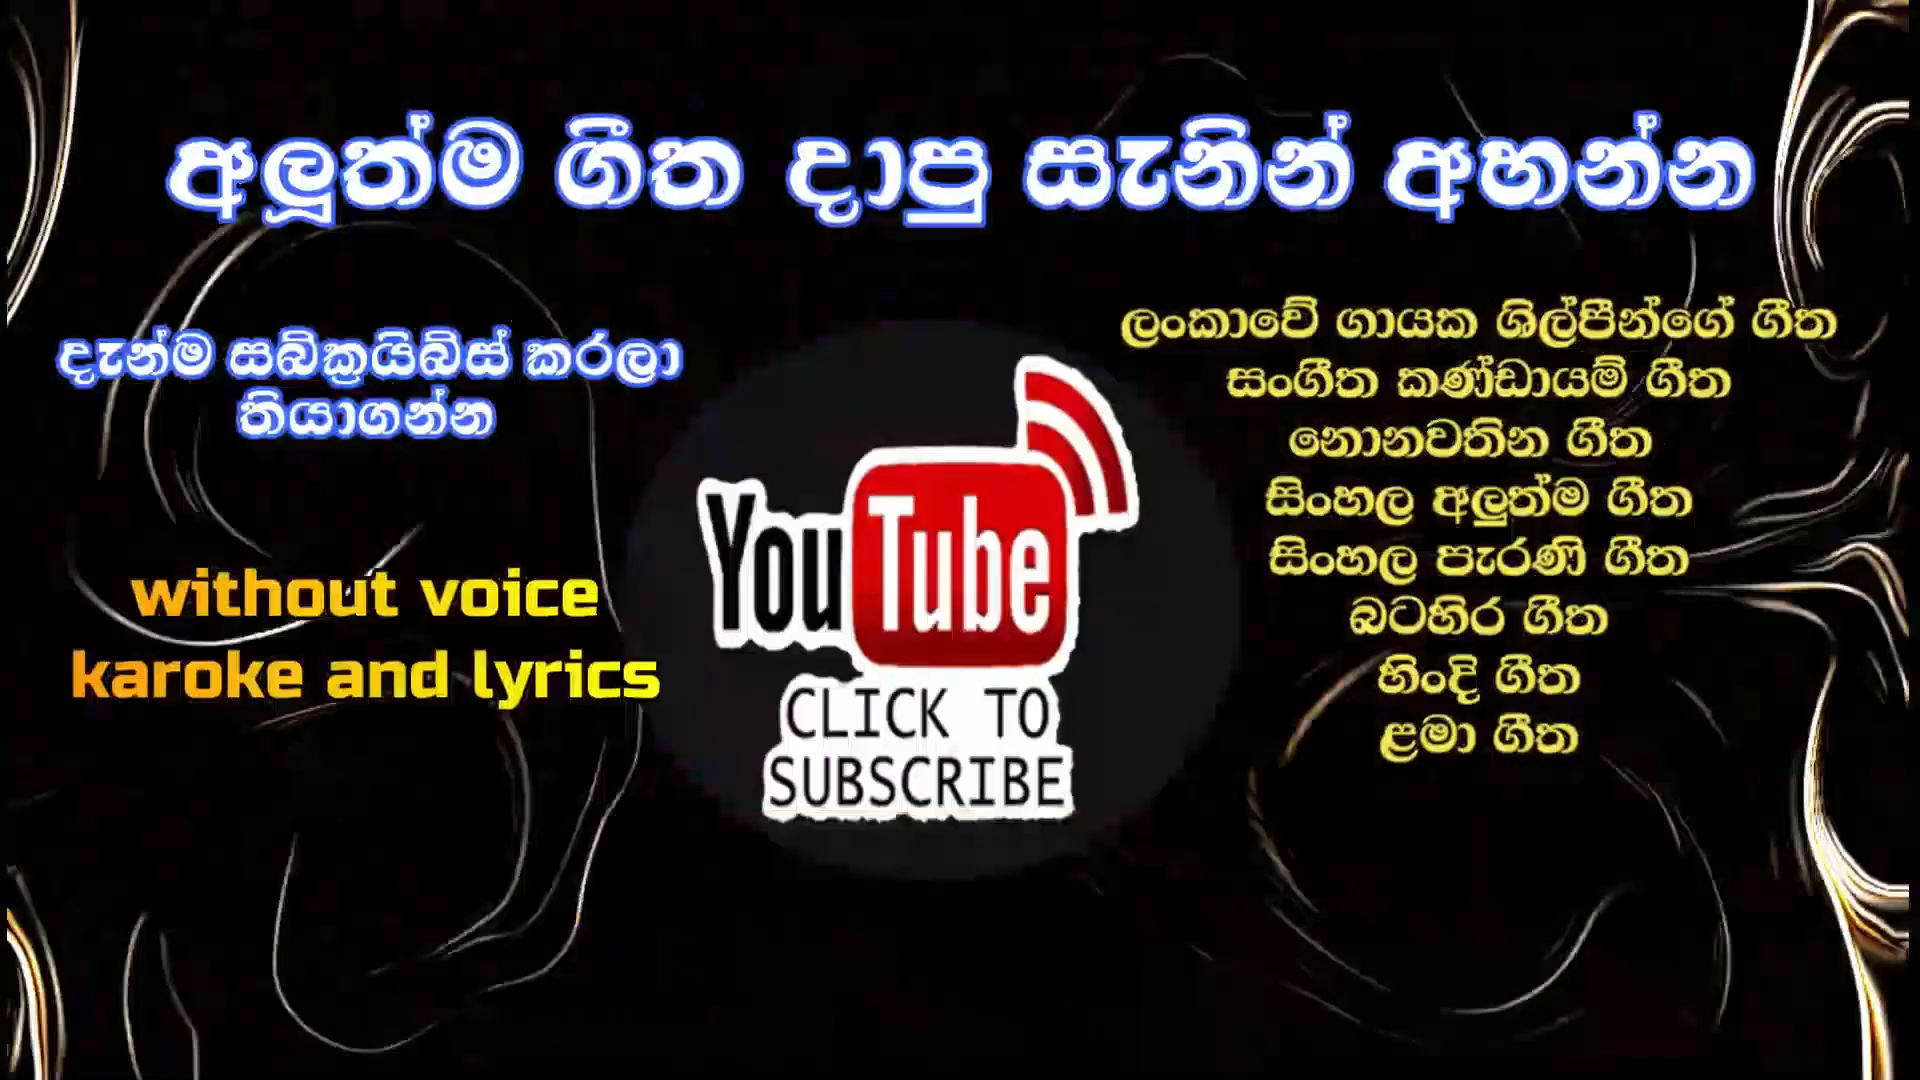 අලූත්ම ගීත දාපු සැනින් අහන්න
දැන්ම සබ්ක්‍රයිබ්ස් කරලා
තියාගන්න
without voice
karoke and lyrics
YouTube
CLICK TO
SUBSCRIBE
ලංකාවේ ගායක ශිල්පීන්ගේ ගීත
සංගීත කණ්ඩායම් ගීත
නොනවතින ගීත
සිංහල අලුත්ම ගීත
සිංහල පැරණි ගීත
බටහිර ගීත
හිංදි ගීත
ළමා ගීත